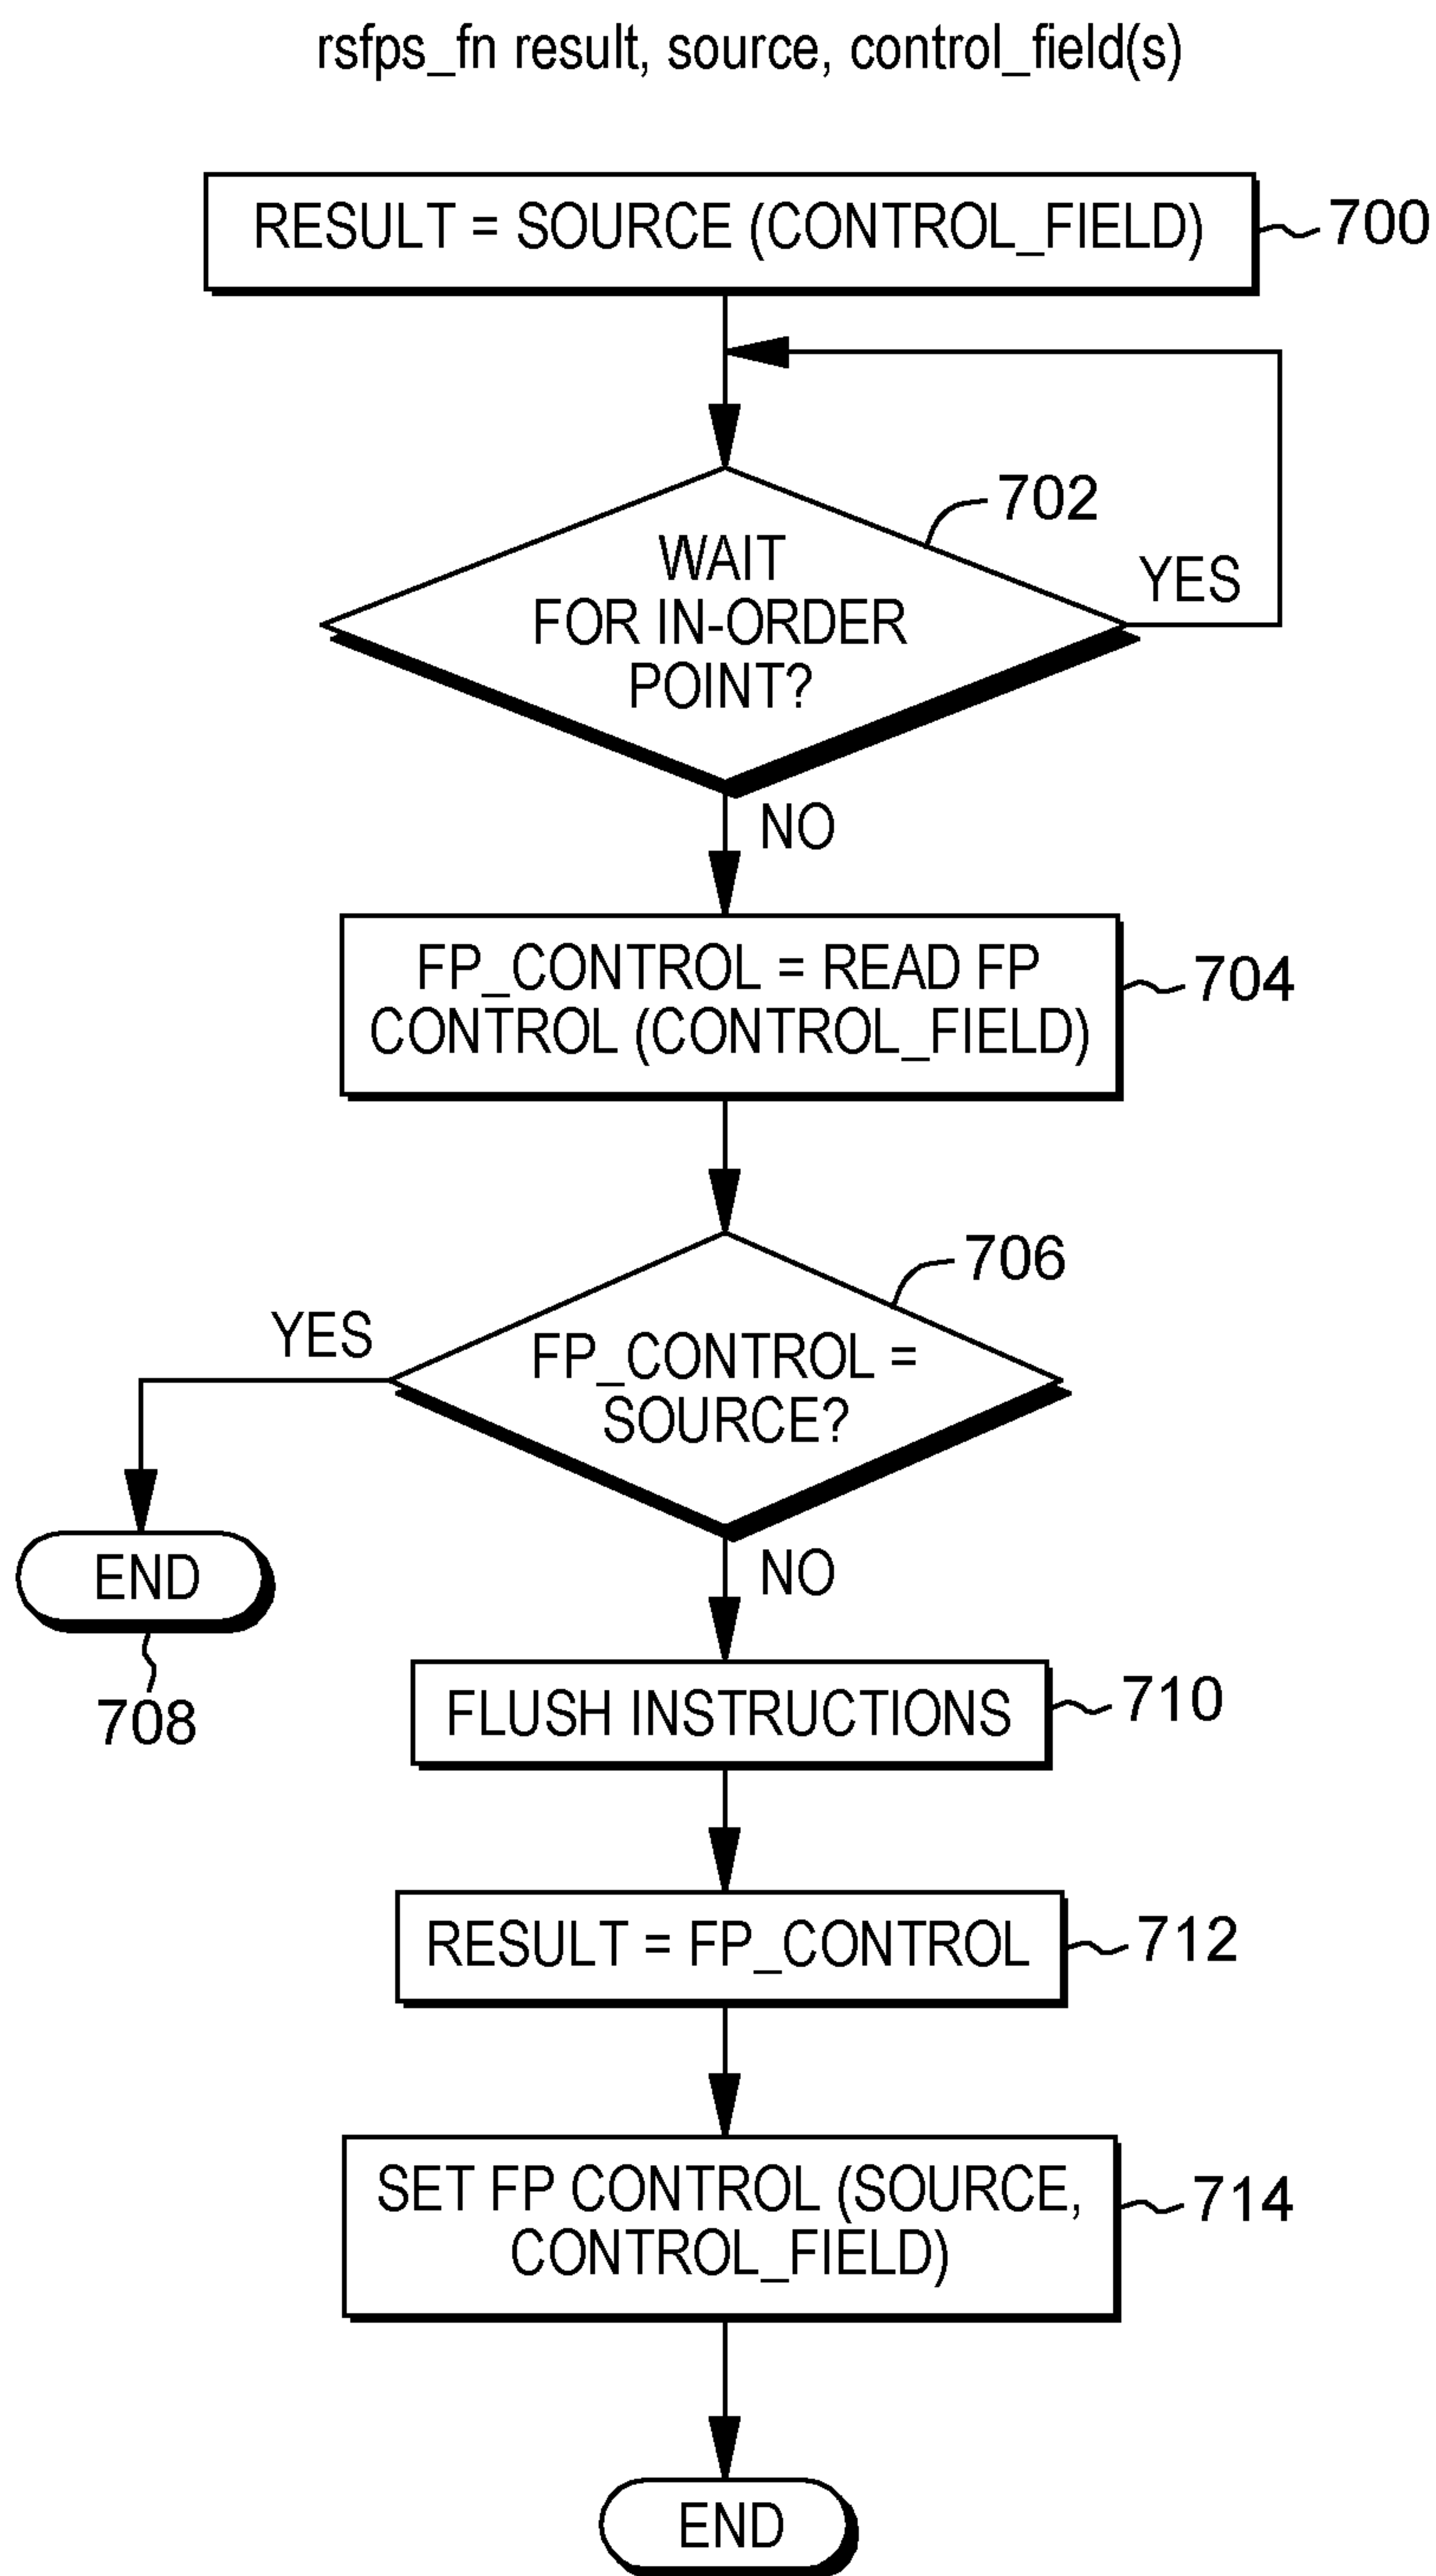 rsfps_fn result, source, control_field(s)
RESULT = SOURCE (CONTROL_FIELD)
700
702
WAIT
FOR IN-ORDER
POINT?
YES
NO
FP_CONTROL = READ FP
CONTROL (CONTROL_FIELD)
704
706
YES
FP_CONTROL =
SOURCE?
END
708
NO
FLUSH INSTRUCTIONS
710
RESULT = FP_CONTROL
712
SET FP CONTROL (SOURCE,
CONTROL_FIELD)
714
END